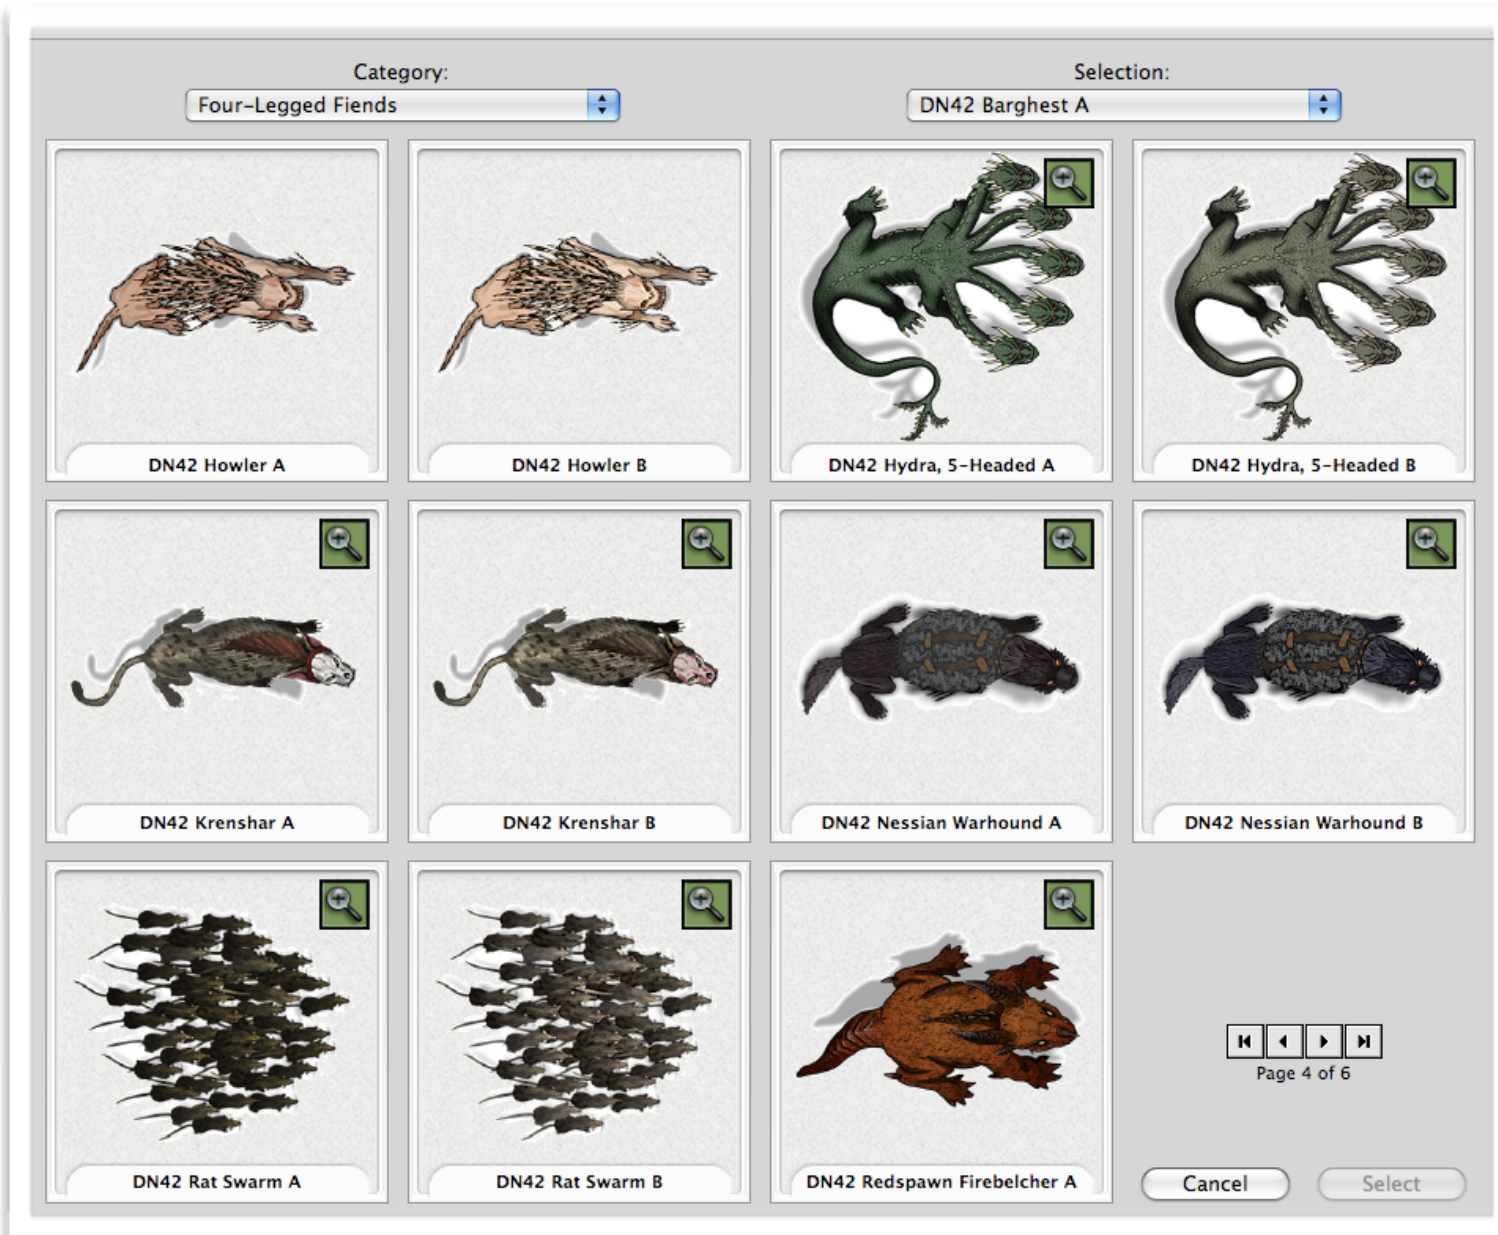 Category:
Selection:
Four-Legged Fiends
DN42 Barghest A
DN42 Howler A
DN42 Howler B
DN42 Hydra, 5-Headed A
DN42 Hydra, 5-Headed B
DN42 Krenshar A
DN42 Krenshar B
DN42 Nessian Warhound A
DN42 Nessian Warhound B
DN42 Rat Swarm A
DN42 Rat Swarm B
DN42 Redspawn Firebelcher A
Page 4 of 6
Cancel
Select